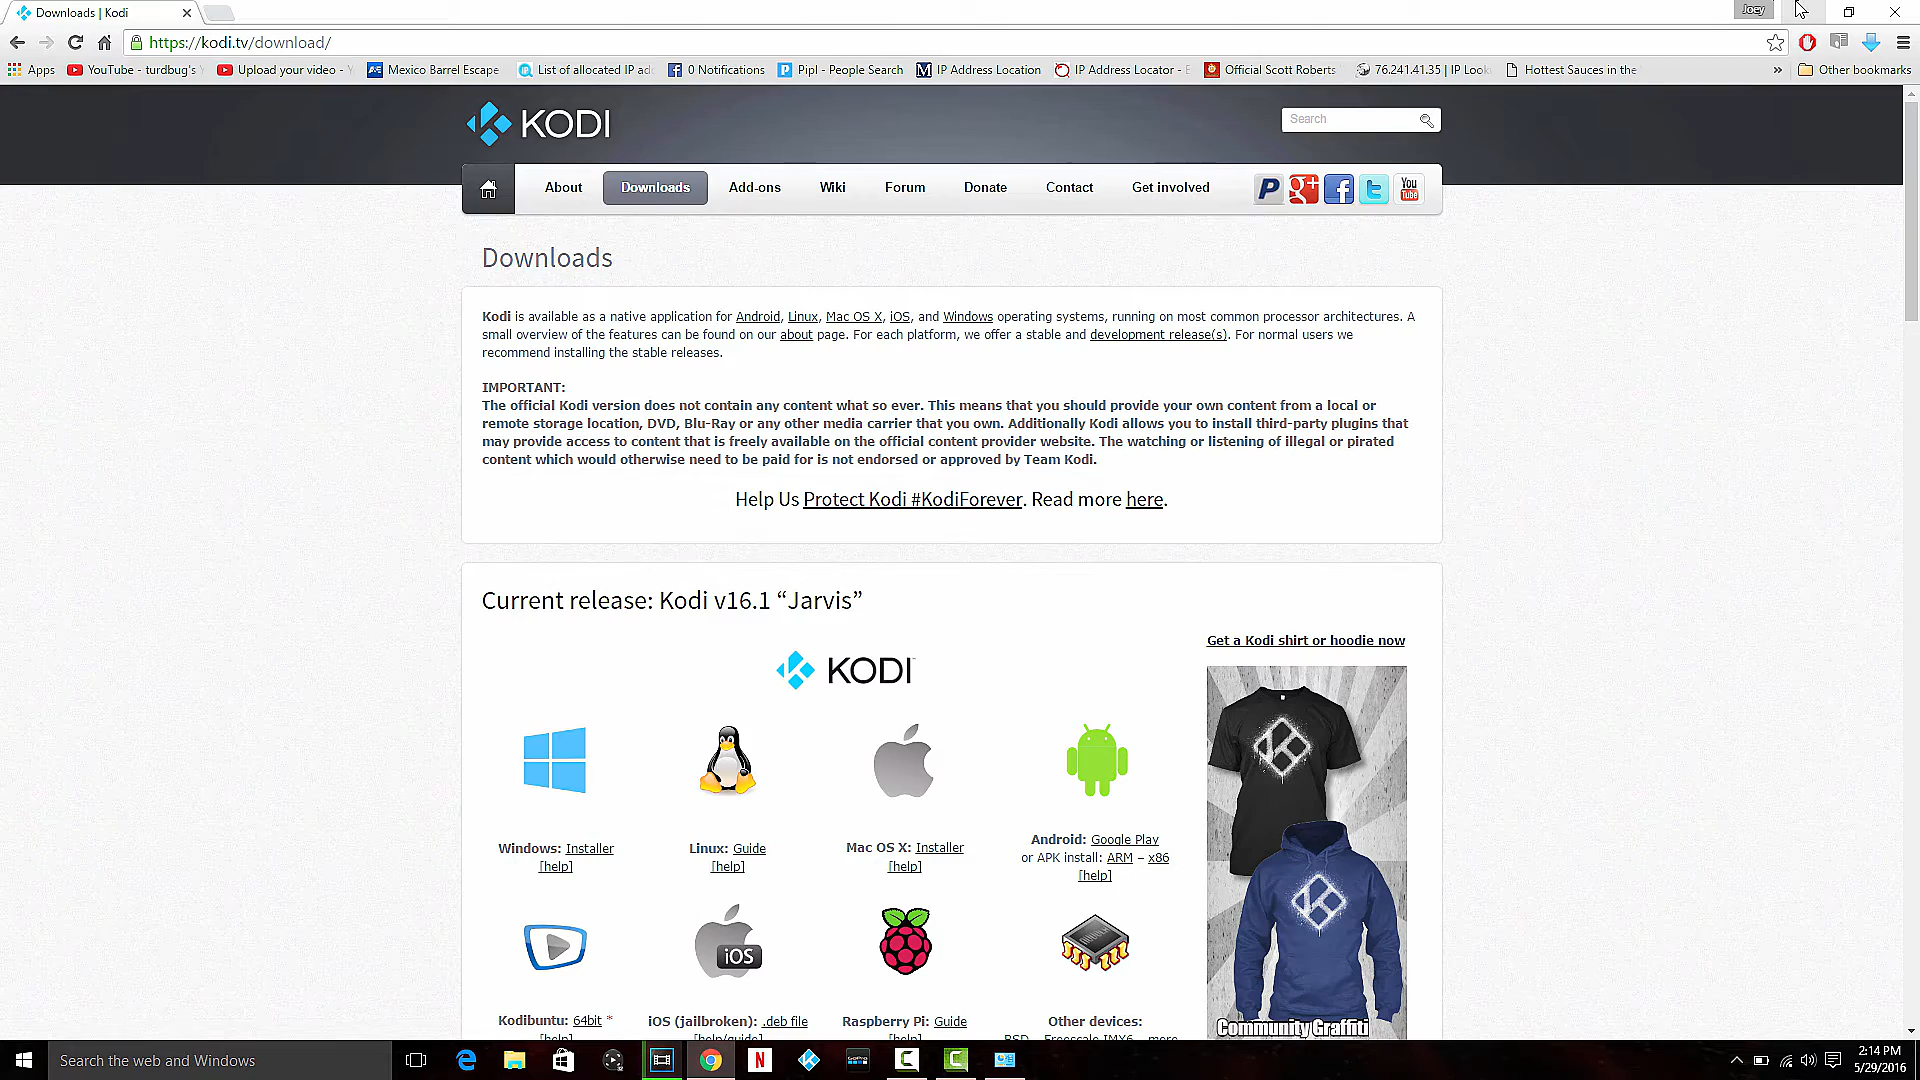 Downloads | Kodi
Joey
https://kodi.tv/download/
Apps YouTube - turdbug's Upload your video - Mexico Barrel Escape List of allocated IP ad 0 Notifications Pipl - People Search IP Address Location IP Address Locator - Official Scott Roberts 76.241.41.35 | IP Look Hottest Sauces in the » Other bookmarks
KODI
Search
About Downloads Add-ons Wiki Forum Donate Contact Get involved You Tube
Downloads
Kodi is available as a native application for Android, Linux, Mac OS X, iOS, and Windows operating systems, running on most common processor architectures. A
small overview of the features can be found on our about page. For each platform, we offer a stable and development release(s). For normal users we
recommend installing the stable releases.
IMPORTANT:
The official Kodi version does not contain any content what so ever. This means that you should provide your own content from a local or
remote storage location, DVD, Blu-Ray or any other media carrier that you own. Additionally Kodi allows you to install third-party plugins that
may provide access to content that is freely available on the official content provider website. The watching or listening of illegal or pirated
content which would otherwise need to be paid for is not endorsed or approved by Team Kodi.
Help Us Protect Kodi #KodiForever. Read more here.
Current release: Kodi v16.1 “Jarvis”
Get a Kodi shirt or hoodie now
KODI
Windows: Installer
[help]
Linux: Guide
[help]
Mac OS X: Installer
[help]
Android: Google Play
or APK install: ARM – x86
[help]
iOS
Kodibuntu: 64bit *
[help]
iOS (jailbroken): .deb file
[help/guide]
Raspberry Pi: Guide
[help]
Other devices:
BSD Freescale IMX6 more
Community Graffiti
Search the web and Windows
2:14 PM
5/29/2016